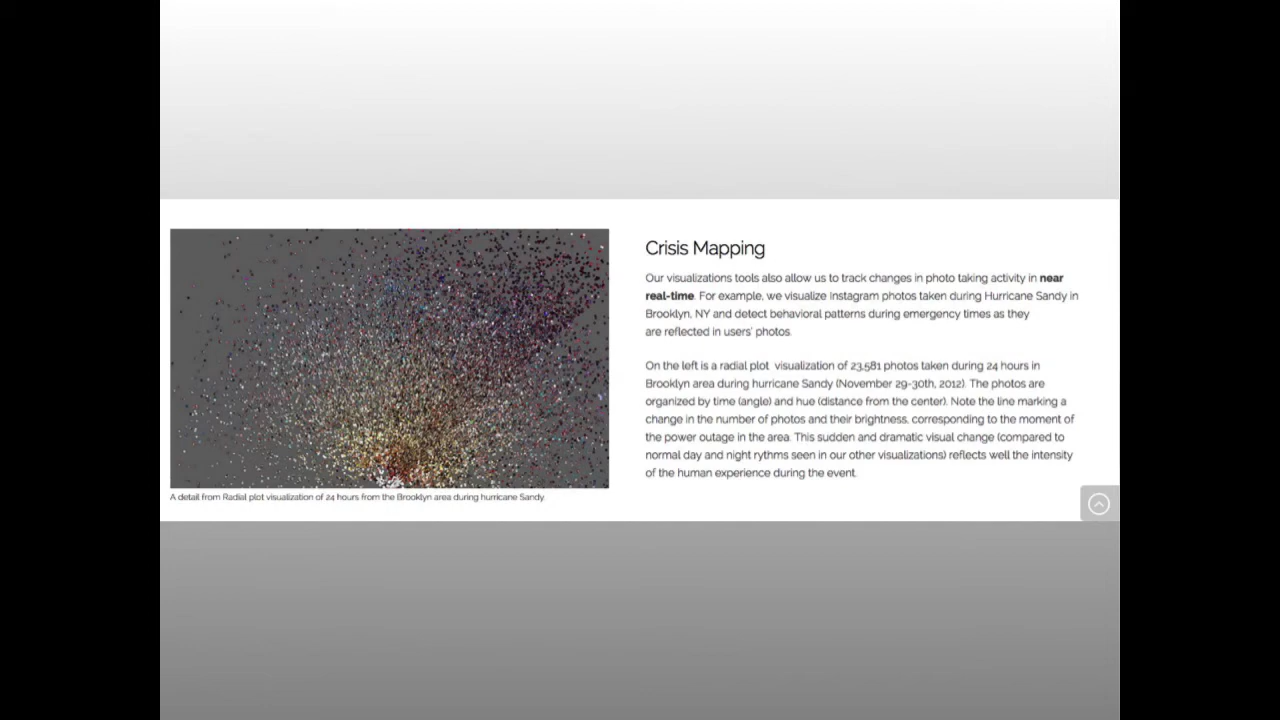 Crisis Mapping
Our visualizations tools also allow us to track changes in photo taking activity in near
real-time. For example, we visualize Instagram photos taken during Hurricane Sandy in
Brooklyn, NY and detect behavioral patterns during emergency times as they
are reflected in users' photos.
On the left is a radial plot visualization of 23,581 photos taken during 24 hours in
Brooklyn area during hurricane Sandy (November 29-30th, 2012). The photos are
organized by time (angle) and hue (distance from the center). Note the line marking a
change in the number of photos and their brightness, corresponding to the moment of
the power outage in the area. This sudden and dramatic visual change (compared to
normal day and night rythms seen in our other visualizations) reflects well the intensity
of the human experience during the event.
A detail from Radial plot visualization of 24 hours from the Brooklyn area during hurricane Sandy.